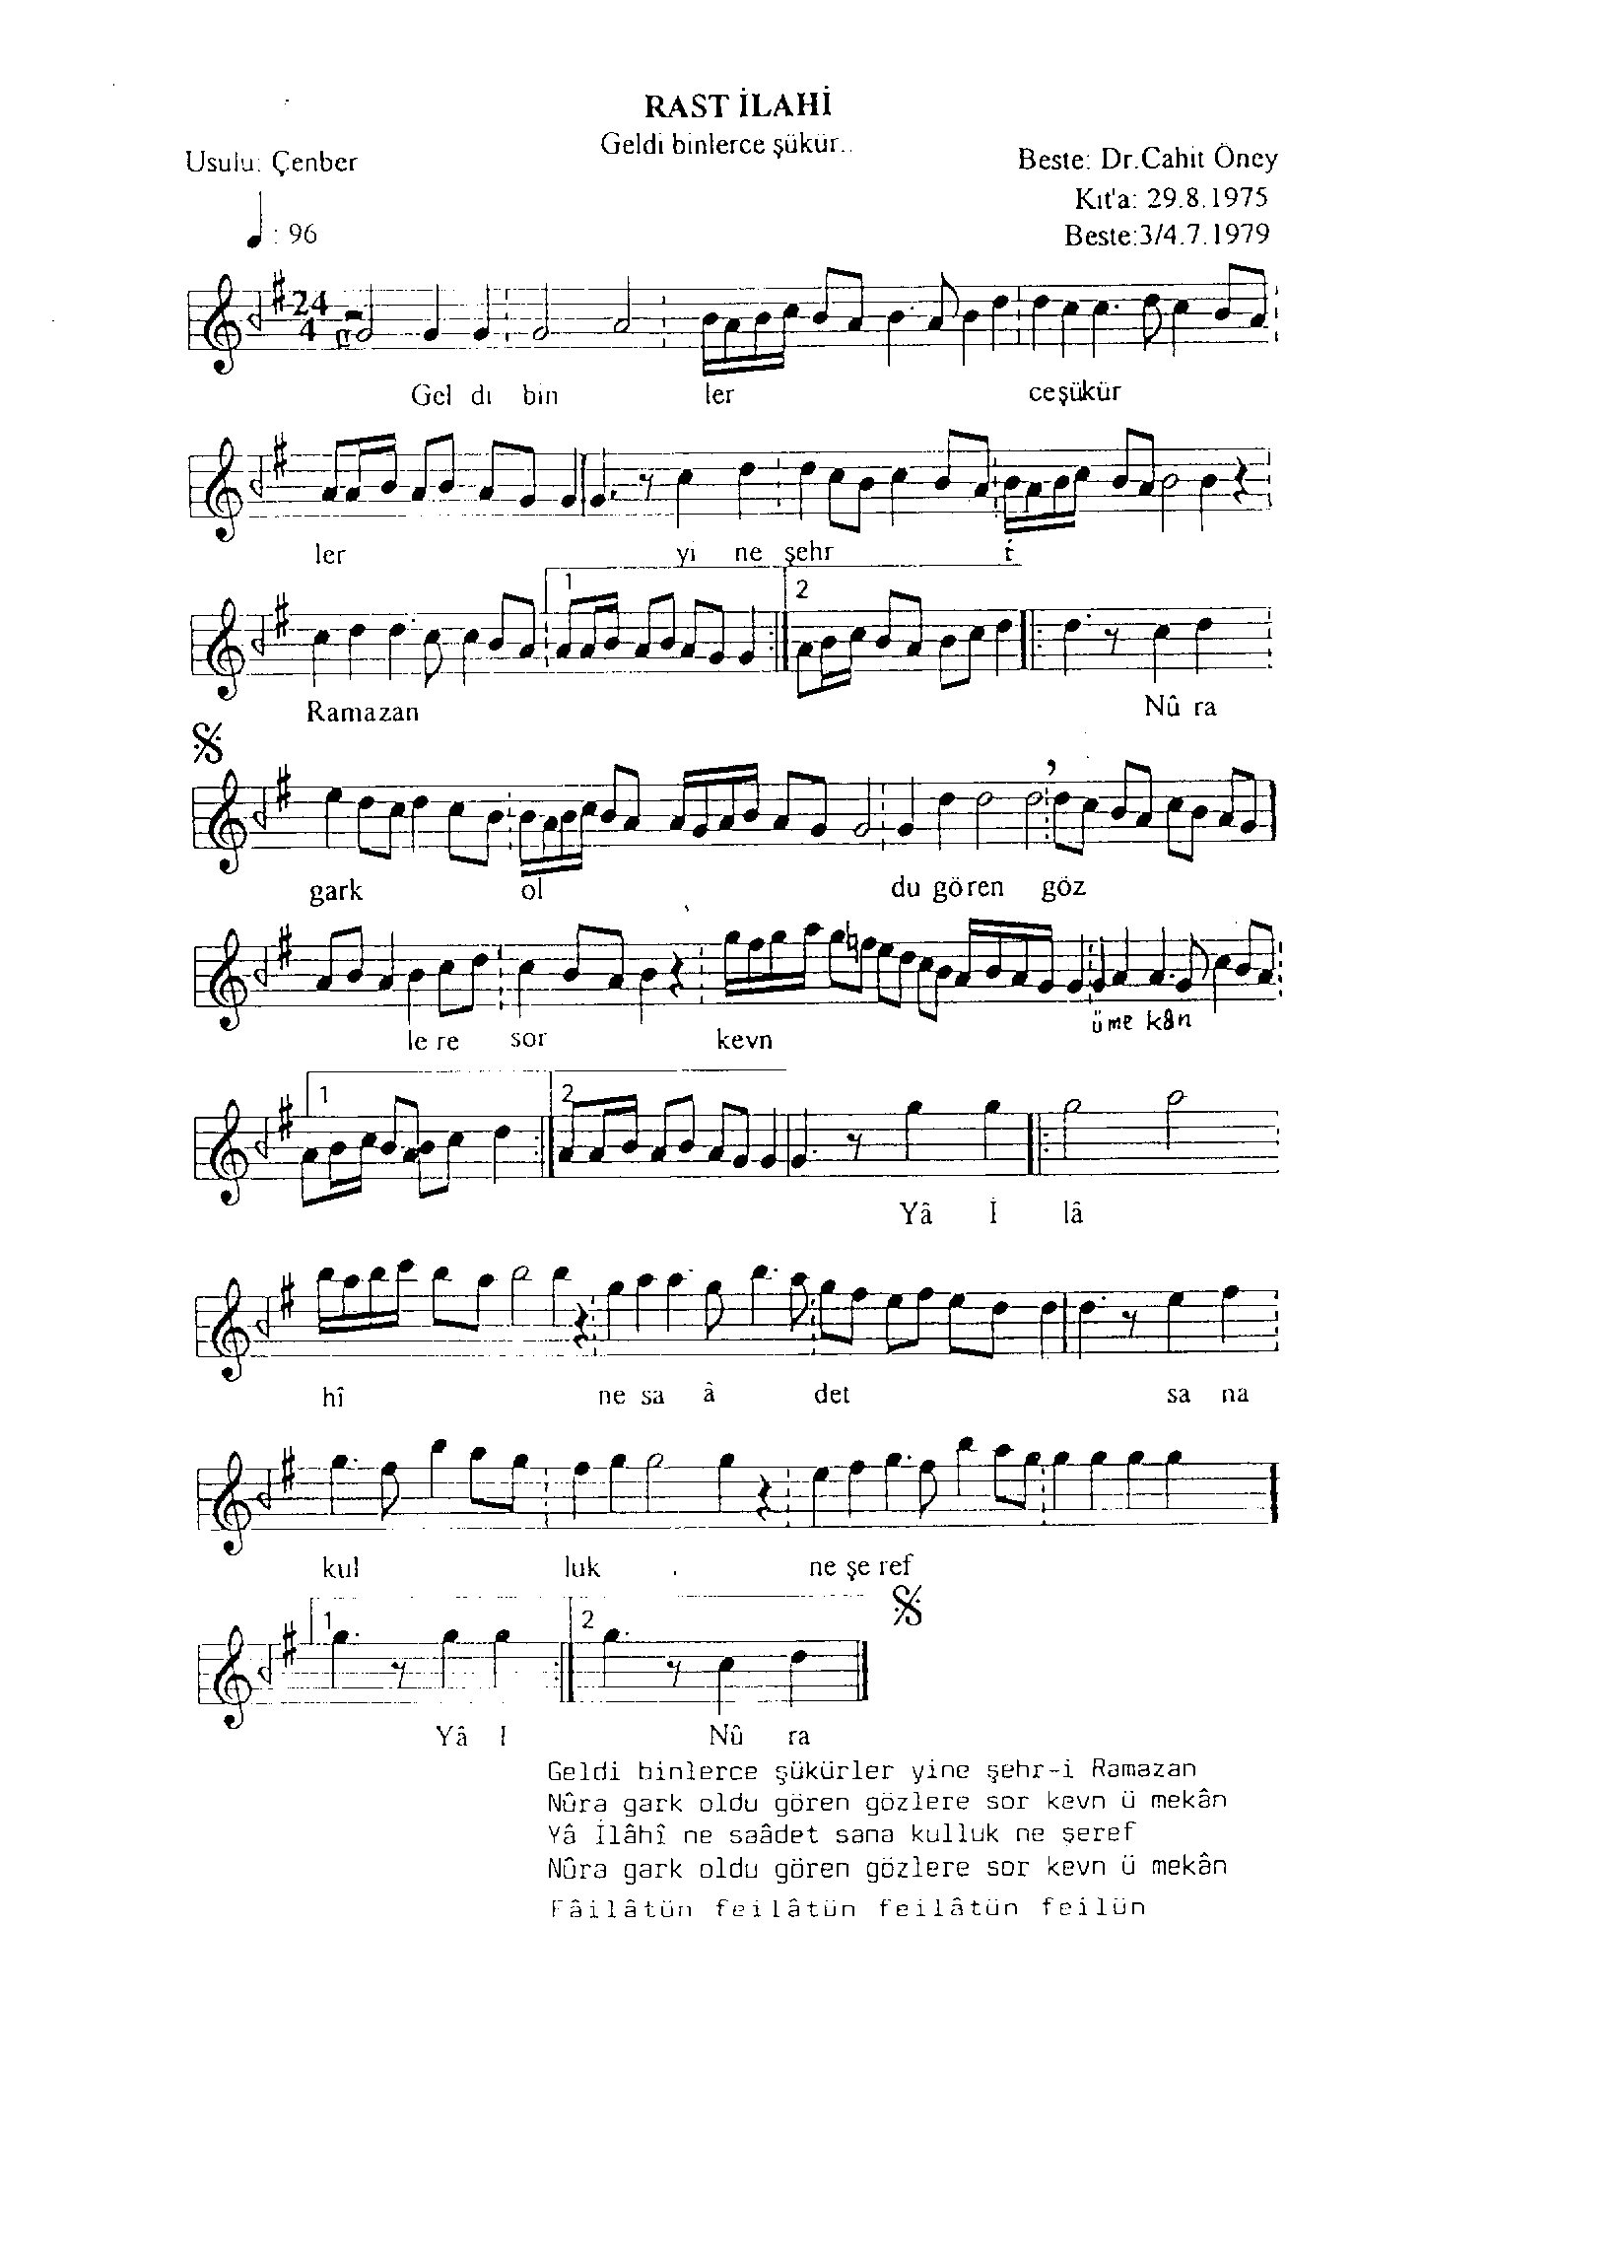 RAST İLAHİ
Geldi binlerce şükür..
Usulu: Çenber
Beste: Dr.Cahit Öney
Kıt'a: 29.8.1975
: 96
Beste:3/4.7.1979
24
4
Gel di bin ler ceşükür
ler yi ne şehr i
1
2
Ramazan Nû ra
gark ol du gören göz
le re sor kevn üme kân
1
2
Yâ İ lâ
hî ne sa â det sa na
kul luk ne şe ref
1
2
Yâ I Nû ra
Geldi binlerce şükürler yine şehr-i Ramazan
Nûra gark oldu gören gözlere sor kevn ü mekân
Yâ İlâhî ne saâdet sana kulluk ne şeref
Nûra gark oldu gören gözlere sor kevn ü mekân
Fâilâtün feilâtün feilâtün feilün